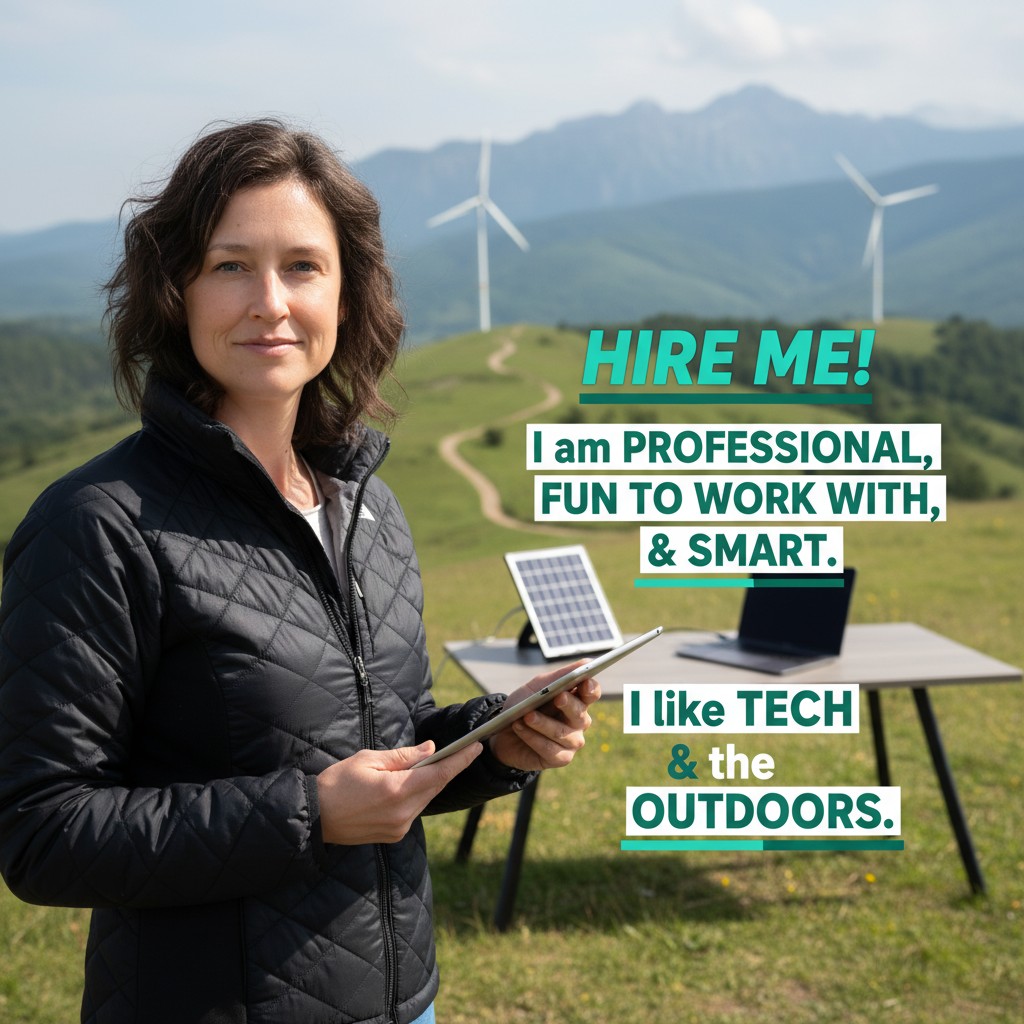 HIRE ME!
I am PROFESSIONAL,
FUN TO WORK WITH,
& SMART.
I like TECH
& the
OUTDOORS.